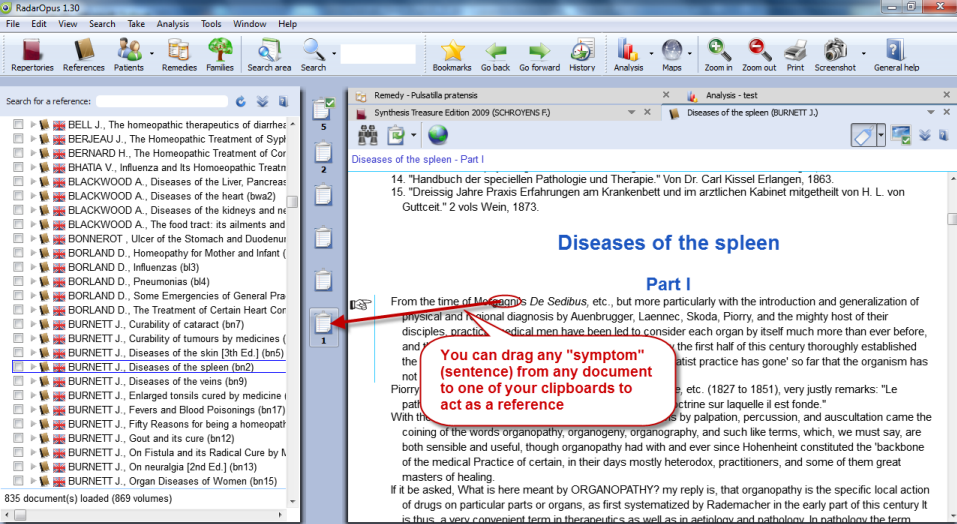 RadarOpus 1.30
File Edit View Search Take Analysis Tools Window Help
Repertories References Patients Remedies Families Search area Search Bookmarks Go back Go forward History Analysis Maps Zoom in Zoom out Print Screenshot General help
Search for a reference:
BELL J., The homeopathic therapeutics of diarrhea
BERJEAU J., The Homeopathic Treatment of Syph
BERNARD H., The Homeopathic Treatment of Cor
BHATIA V., Influenza and Its Homoeopathic Treatm
BLACKWOOD A., Diseases of the Liver, Pancreas
BLACKWOOD A., Diseases of the heart (bwa2)
BLACKWOOD A., Diseases of the kidneys and ne
BLACKWOOD A., The food tract: its ailments and
BONNEROT , Ulcer of the Stomach and Duodenur
BORLAND D., Homeopathy for Mother and Infant (
BORLAND D., Influenzas (bl3)
BORLAND D., Pneumonias (bl4)
BORLAND D., Some Emergencies of General Pra
BORLAND D., The Treatment of Certain Heart Cor
BURNETT J., Curability of cataract (bn7)
BURNETT J., Curability of tumours by medicines (
BURNETT J., Diseases of the skin [3th Ed.] (bn5)
BURNETT J., Diseases of the spleen (bn2)
BURNETT J., Diseases of the veins (bn9)
BURNETT J., Enlarged tonsils cured by medicine (
BURNETT J., Fevers and Blood Poisonings (bn17)
BURNETT J., Fifty Reasons for being a homeopath
BURNETT J., Gout and its cure (bn12)
BURNETT J., On Fistula and its Radical Cure by M
BURNETT J., On neuralgia [2nd Ed.] (bn13)
BURNETT J., Organ Diseases of Women (bn15)
835 document(s) loaded (869 volumes)
5
2
1
Remedy - Pulsatilla pratensis
Analysis - test
Synthesis Treasure Edition 2009 (SCHROYENS F.)
Diseases of the spleen (BURNETT J.)
Diseases of the spleen - Part I
14. "Handbuch der speciellen Pathologie und Therapie." Von Dr. Carl Kissel Erlangen, 1863.
15. "Dreissig Jahre Praxis Erfahrungen am Krankenbett und im arztlichen Kabinet mitgetheilt von H. L. von
Guttceit." 2 vols Wein, 1873.
Diseases of the spleen
Part I
From the time of Morgagni's De Sedibus, etc., but more particularly with the introduction and generalization of
physical and regional diagnosis by Auenbrugger, Laennec, Skoda, Piorry, and the mighty host of their
disciples, practical medical men have been led to consider each organ by itself much more than ever before,
and th the first half of this century thoroughly established
the atist practice has gone' so far that the organism has
not
Piorry , etc. (1827 to 1851), very justly remarks: "Le
path octrine sur laquelle il est fonde."
With the s by palpation, percussion, and auscultation came the
coining of the words organopathy, organogeny, organography, and such like terms, which, we must say, are
both sensible and useful, though organopathy had with and ever since Hohenheint constituted the 'backbone
of the medical Practice of certain, in their days mostly heterodox, practitioners, and some of them great
masters of healing.
If it be asked, What is here meant by ORGANOPATHY? my reply is, that organopathy is the specific local action
of drugs on particular parts or organs, as first systematized by Rademacher in the early part of this century It
is thus, a very convenient term in therapeutics as well as in aetiology and pathology. In pathology the term
You can drag any "symptom"
(sentence) from any document
to one of your clipboards to
act as a reference